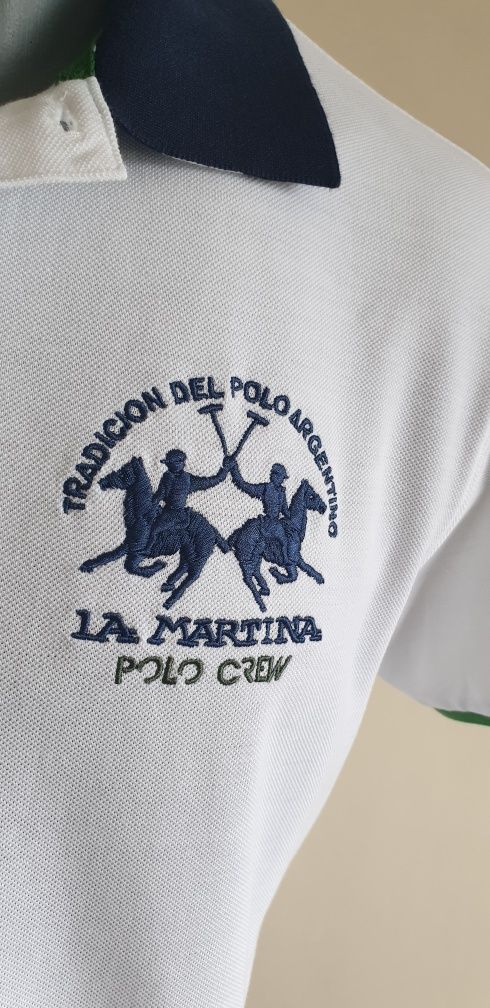 TRADICION DEL POLO ARGENTINO
LA MARTINA
POLO CREW